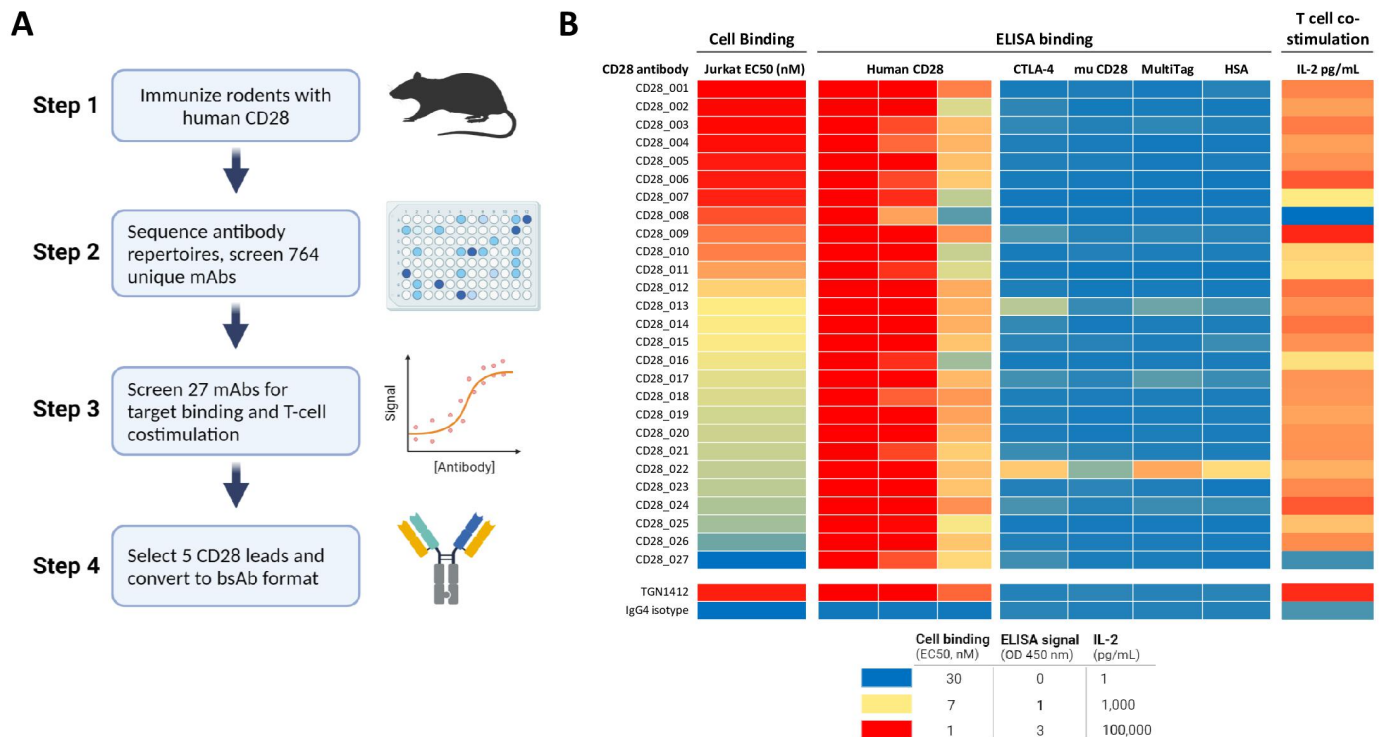 A
Step 1
Immunize rodents with
human CD28
Step 2
Sequence antibody
repertoires, screen 764
unique mAbs
Step 3
Screen 27 mAbs for
target binding and T-cell
costimulation
Signal
[Antibody]
Step 4
Select 5 CD28 leads and
convert to bsAb format
B
Cell Binding
ELISA binding
T cell co-
stimulation
CD28 antibody
Jurkat EC50 (nM)
Human CD28
CTLA-4
mu CD28
MultiTag
HSA
IL-2 pg/mL
CD28_001
CD28_002
CD28_003
CD28_004
CD28_005
CD28_006
CD28_007
CD28_008
CD28_009
CD28_010
CD28_011
CD28_012
CD28_013
CD28_014
CD28_015
CD28_016
CD28_017
CD28_018
CD28_019
CD28_020
CD28_021
CD28_022
CD28_023
CD28_024
CD28_025
CD28_026
CD28_027
TGN1412
IgG4 isotype
Cell binding ELISA signal IL-2
(EC50, nM) (OD 450 nm) (pg/mL)
30 0 1
7 1 1,000
1 3 100,000